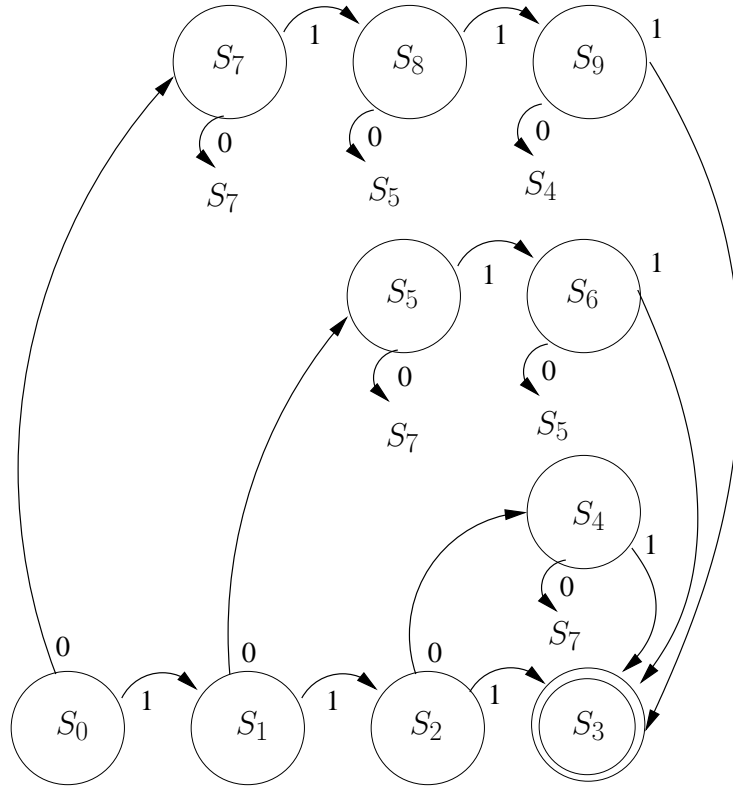 1 1 1
S₇ S₈ S₉
0 0 0
S₇ S₅ S₄
1 1
S₅ S₆
0 0
S₇ S₅
S₄ 1
0
S₇
0 0 0
1 1 1
S₀ S₁ S₂ S₃